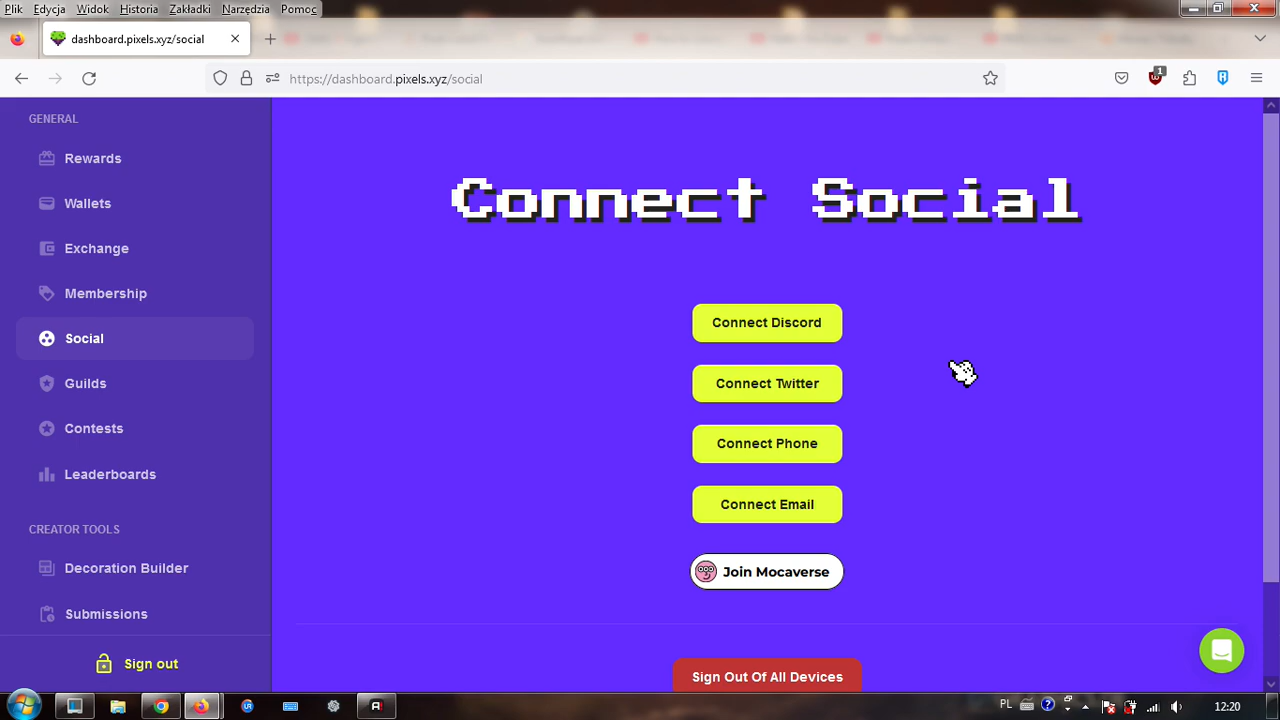 Plik Edycja Widok Historia Zakładki Narzędzia Pomoc
dashboard.pixels.xyz/social
https://dashboard.pixels.xyz/social
1
GENERAL
Rewards
Wallets
Exchange
Membership
Social
Guilds
Contests
Leaderboards
CREATOR TOOLS
Decoration Builder
Submissions
Sign out
Connect Social
Connect Discord
Connect Twitter
Connect Phone
Connect Email
Join Mocaverse
Sign Out Of All Devices
PL
12:20